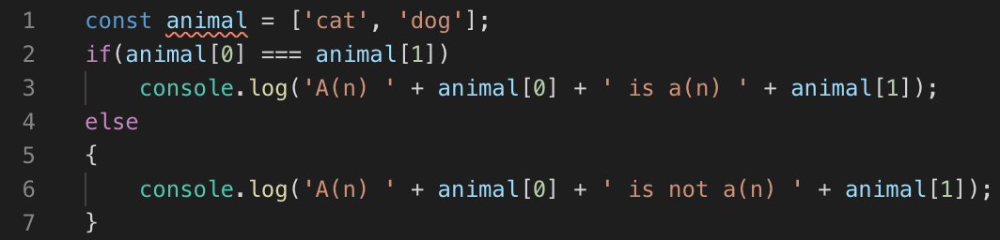 1 const animal = ['cat', 'dog'];
2 if(animal[0] === animal[1])
3 console.log('A(n) ' + animal[0] + ' is a(n) ' + animal[1]);
4 else
5 {
6 console.log('A(n) ' + animal[0] + ' is not a(n) ' + animal[1]);
7 }